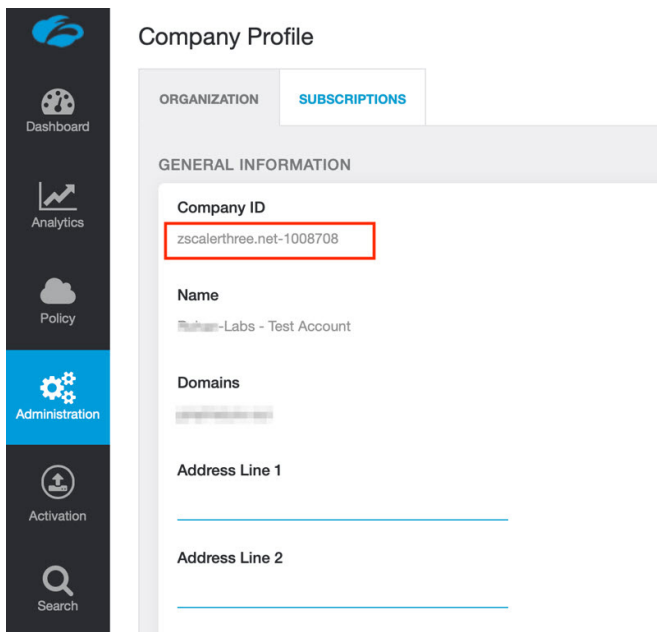 Company Profile
ORGANIZATION
SUBSCRIPTIONS
Dashboard
Analytics
Policy
Administration
Activation
Search
GENERAL INFORMATION
Company ID
zscalerthree.net-1008708
Name
-Labs - Test Account
Domains
Address Line 1
Address Line 2